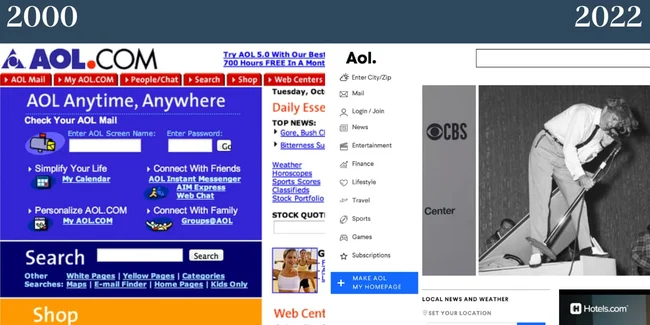 2000
2022
AOL.COM
Try AOL 5.0 With Our Best
700 Hours FREE In A Mont
AOL Mail
My AOL.COM
People/Chat
Search
Shop
Web Centers
AOL Anytime, Anywhere
Check Your AOL Mail
Enter AOL Screen Name:
Enter Password:
Go
Simplify Your Life
My Calendar
Connect With Friends
AOL Instant Messenger
AIM Express
Web Chat
Personalize AOL.COM
My AOL.COM
Connect With Family
Groups@AOL
Search
Search
Other
Searches:
White Pages | Yellow Pages | Categories
Maps | E-mail Finder | Home Pages | Kids Only
Shop
Tuesday, Oc
Daily Esse
TOP NEWS:
Gore, Bush C
Bitterness Su
Weather
Horoscopes
Sports Scores
Classifieds
Stock Portfolio
STOCK QUOT
Web Cent
Aol.
Enter City/Zip
Mail
Login / Join
News
Entertainment
Finance
Lifestyle
Travel
Sports
Games
Subscriptions
MAKE AOL
MY HOMEPAGE
CBS
Center
LOCAL NEWS AND WEATHER
SET YOUR LOCATION
Hotels.com